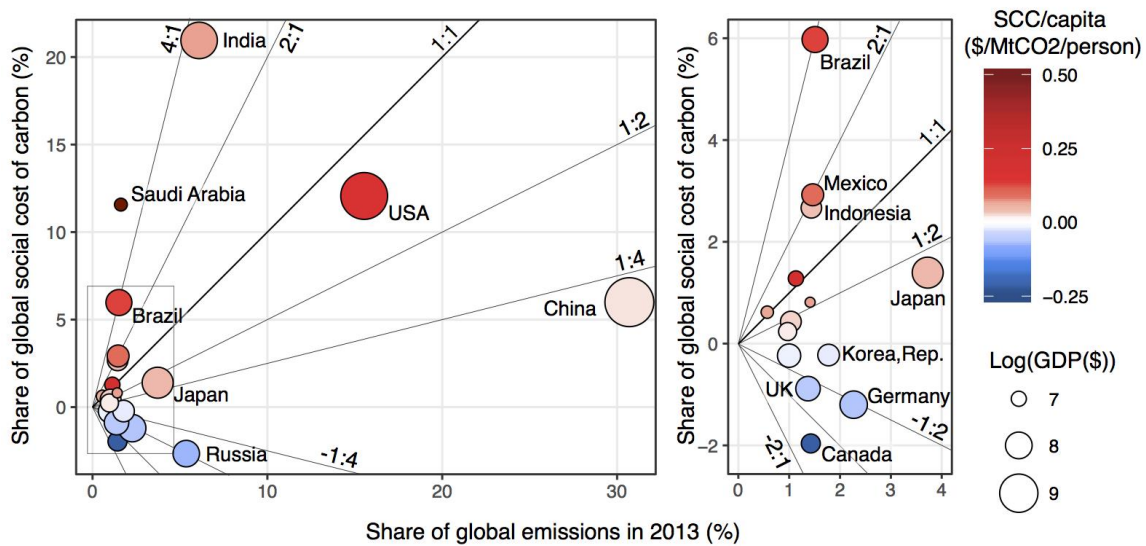 Share of global social cost of carbon (%)
20
15
10
5
0
4:1
2:1
1:1
1:2
1:4
-1:4
India
Saudi Arabia
USA
Brazil
China
Japan
Russia
0
10
20
30
Share of global social cost of carbon (%)
6
4
2
0
−2
2:1
1:1
1:2
-1:2
-2:1
Brazil
Mexico
Indonesia
Japan
Korea,Rep.
UK
Germany
Canada
0
1
2
3
4
Share of global emissions in 2013 (%)
SCC/capita
($/MtCO2/person)
0.50
0.25
0.00
−0.25
Log(GDP($))
7
8
9